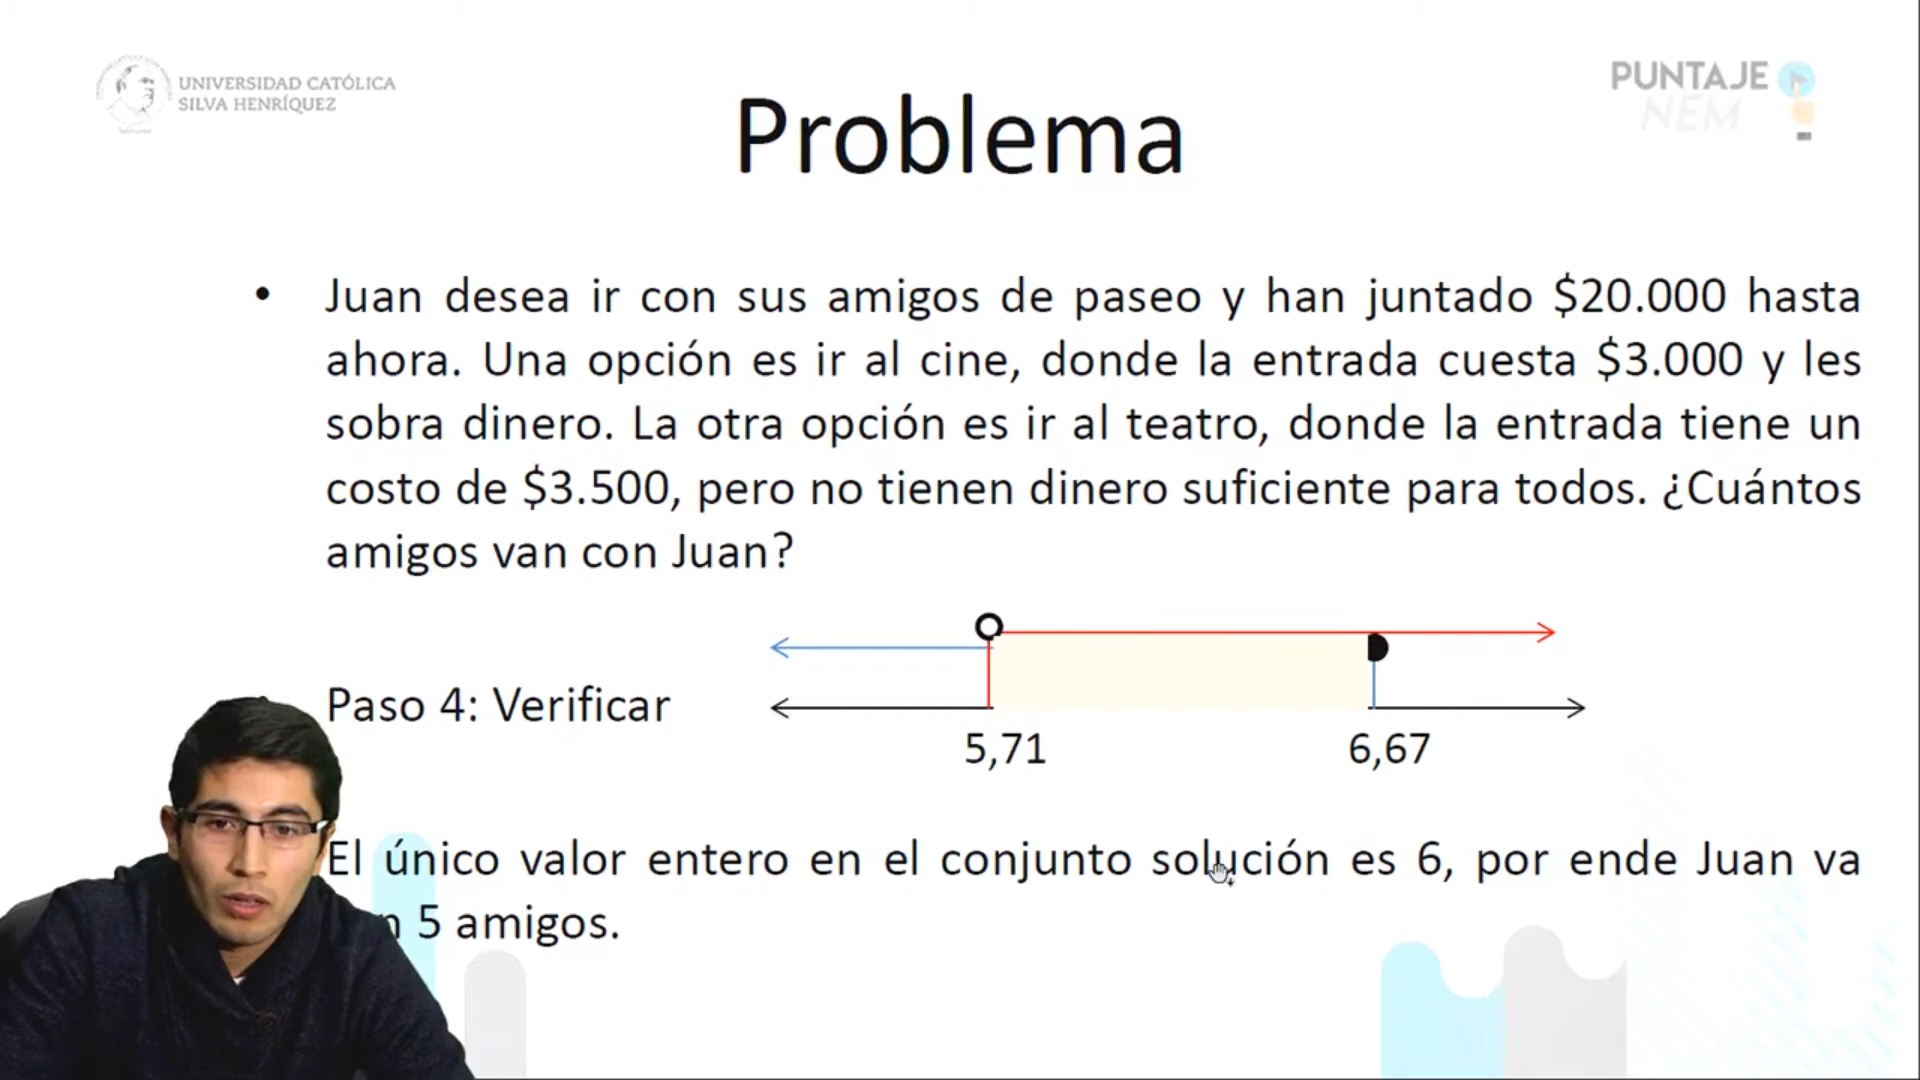 UNIVERSIDAD CATÓLICA
SILVA HENRÍQUEZ
PUNTAJE
NEM
Problema
• Juan desea ir con sus amigos de paseo y han juntado $20.000 hasta
ahora. Una opción es ir al cine, donde la entrada cuesta $3.000 y les
sobra dinero. La otra opción es ir al teatro, donde la entrada tiene un
costo de $3.500, pero no tienen dinero suficiente para todos. ¿Cuántos
amigos van con Juan?
Paso 4: Verificar
5,71 6,67
El único valor entero en el conjunto solución es 6, por ende Juan va
5 amigos.